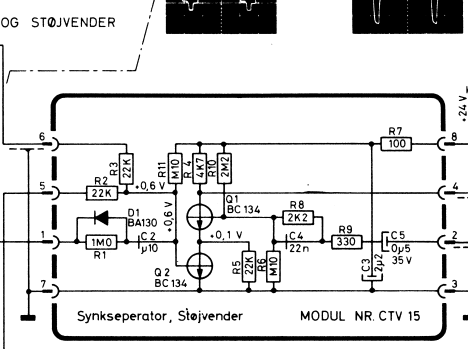 OG STØJVENDER
+24 V
6
R3
22K
R11
M10
R4
4K7
R10
2M2
R7
100
8
5
R2
22K
+0,6 V
4
D1
BA130
+0,6 V
Q1
BC 134
R8
2K2
1
1M0
R1
C2
µ10
+0,1 V
C4
22n
R9
330
C5
0µ5
35 V
2
Q2
BC 134
R5
22K
R6
M10
C3
2µ2
7
3
Synkseperator, Støjvender
MODUL NR. CTV 15